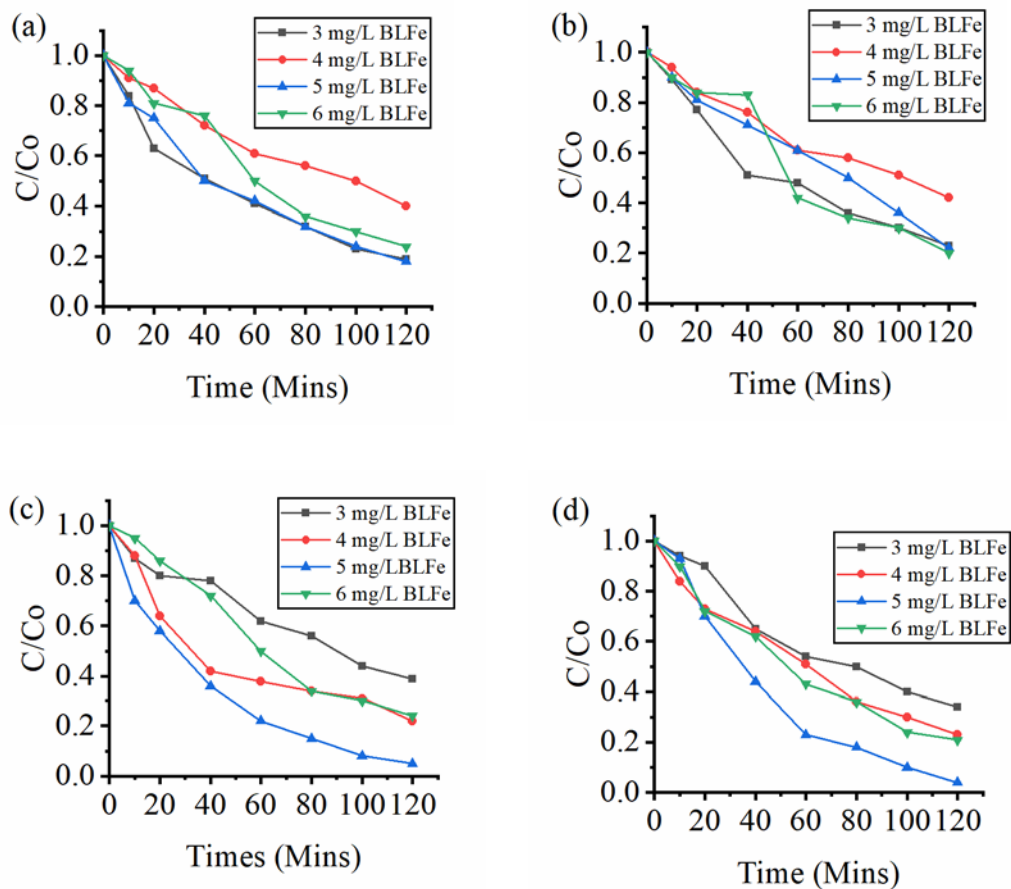 (a)
3 mg/L BLFe
4 mg/L BLFe
5 mg/L BLFe
6 mg/L BLFe
C/Co
1.0
0.8
0.6
0.4
0.2
0.0
0 20 40 60 80 100 120
Time (Mins)
(b)
3 mg/L BLFe
4 mg/L BLFe
5 mg/L BLFe
6 mg/L BLFe
C/Co
1.0
0.8
0.6
0.4
0.2
0.0
0 20 40 60 80 100 120
Time (Mins)
(c)
3 mg/L BLFe
4 mg/L BLFe
5 mg/LBLFe
6 mg/L BLFe
C/Co
1.0
0.8
0.6
0.4
0.2
0.0
0 20 40 60 80 100 120
Times (Mins)
(d)
3 mg/L BLFe
4 mg/L BLFe
5 mg/L BLFe
6 mg/L BLFe
C/Co
1.0
0.8
0.6
0.4
0.2
0.0
0 20 40 60 80 100 120
Time (Mins)